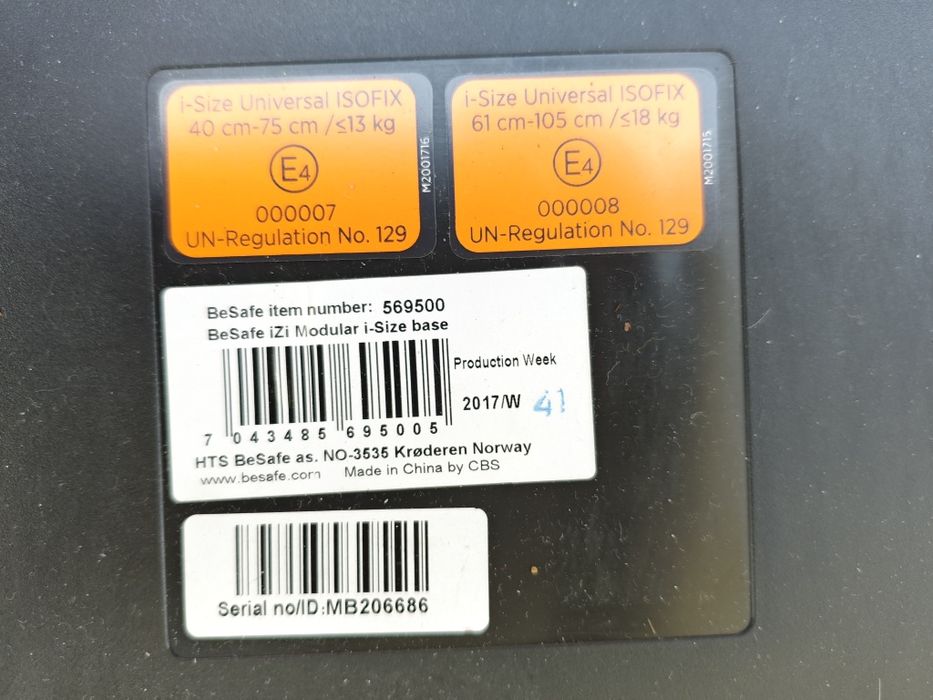 i-Size Universal ISOFIX
40 cm-75 cm /≤13 kg
E4
000007
UN-Regulation No. 129
M2001716
i-Size Universal ISOFIX
61 cm-105 cm /≤18 kg
E4
000008
UN-Regulation No. 129
M2001715
BeSafe item number: 569500
BeSafe iZi Modular i-Size base
Production Week
2017/W 41
7 043485 695005
HTS BeSafe as. NO-3535 Krøderen Norway
www.besafe.com Made in China by CBS
Serial no/ID:MB206686